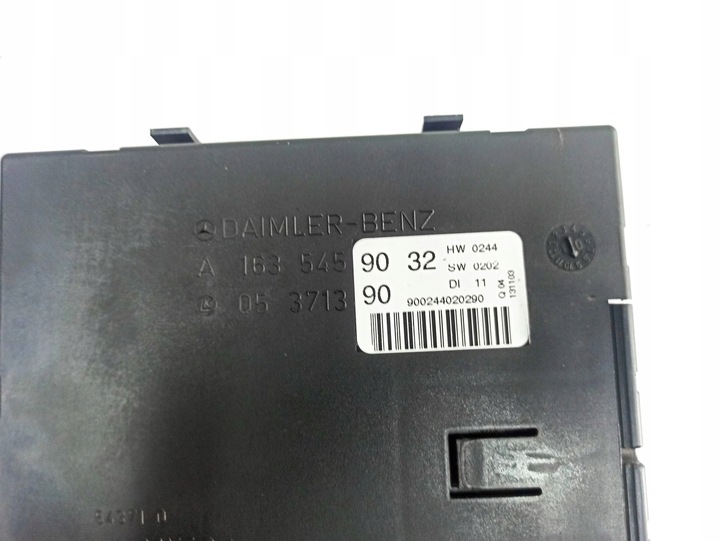 DAIMLER-BENZ
A 163 545 90 32
05 3713 90
HW 0244
SW 0202
DI 11
900244020290
Q 04
131103